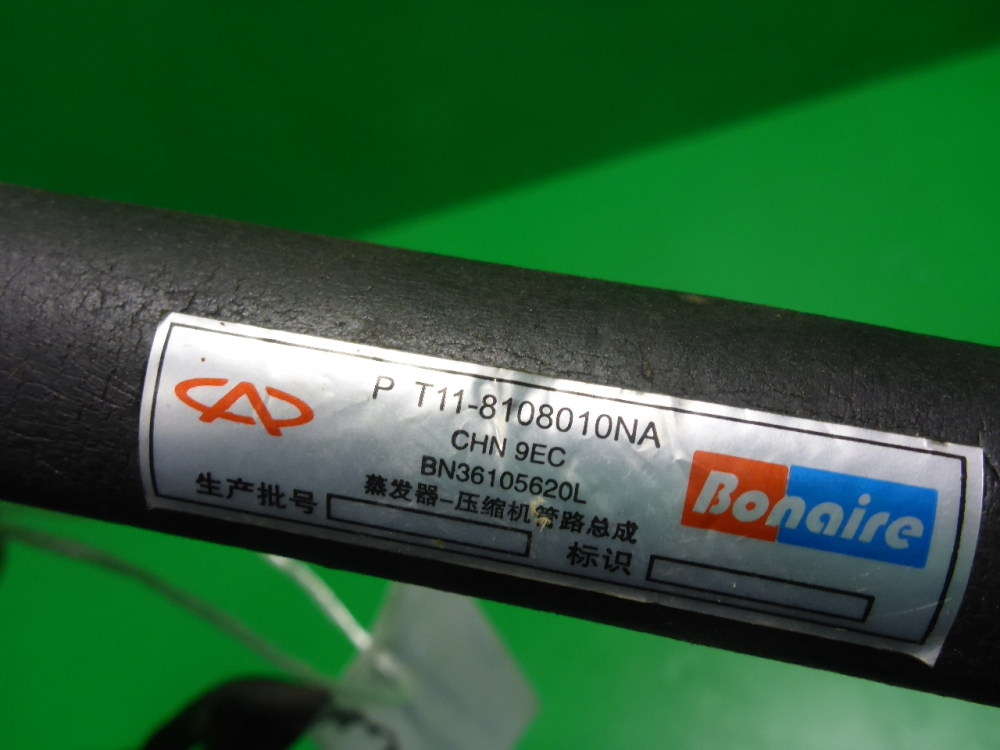 P T11-8108010NA
CHN 9EC
BN36105620L
蒸发器-压缩机管路总成
生产批号
标识
Bonaire